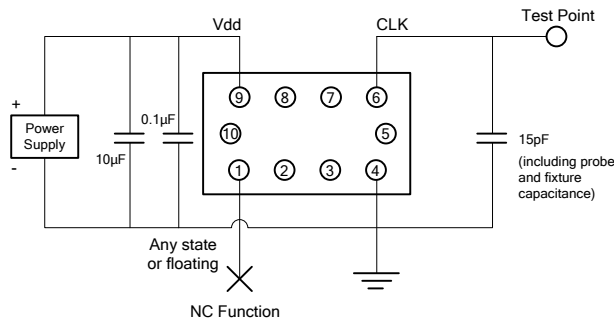 Vdd
CLK
Test Point
9
8
7
6
+
Power
Supply
-
10µF
0.1µF
10
5
15pF
(including probe
and fixture
capacitance)
1
2
3
4
Any state
or floating
NC Function